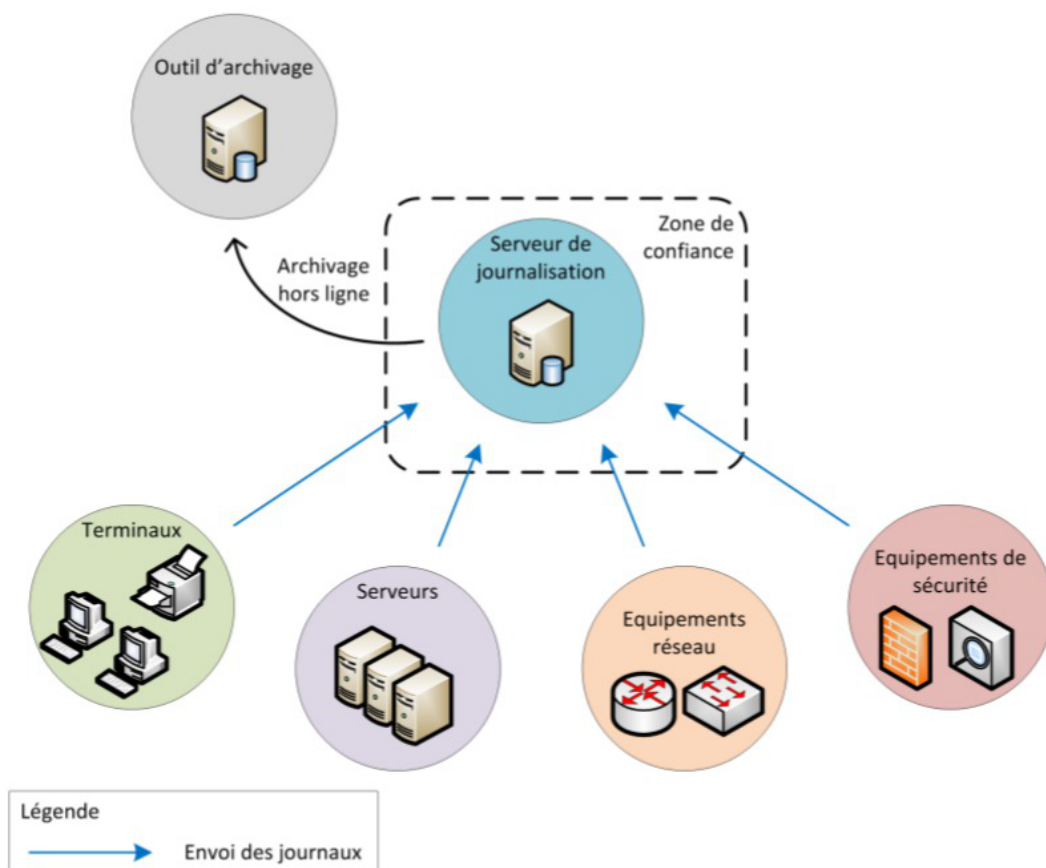 Outil d'archivage
Zone de
confiance
Serveur de
journalisation
Archivage
hors ligne
Terminaux
Serveurs
Equipements
réseau
Equipements de
sécurité
Légende
Envoi des journaux